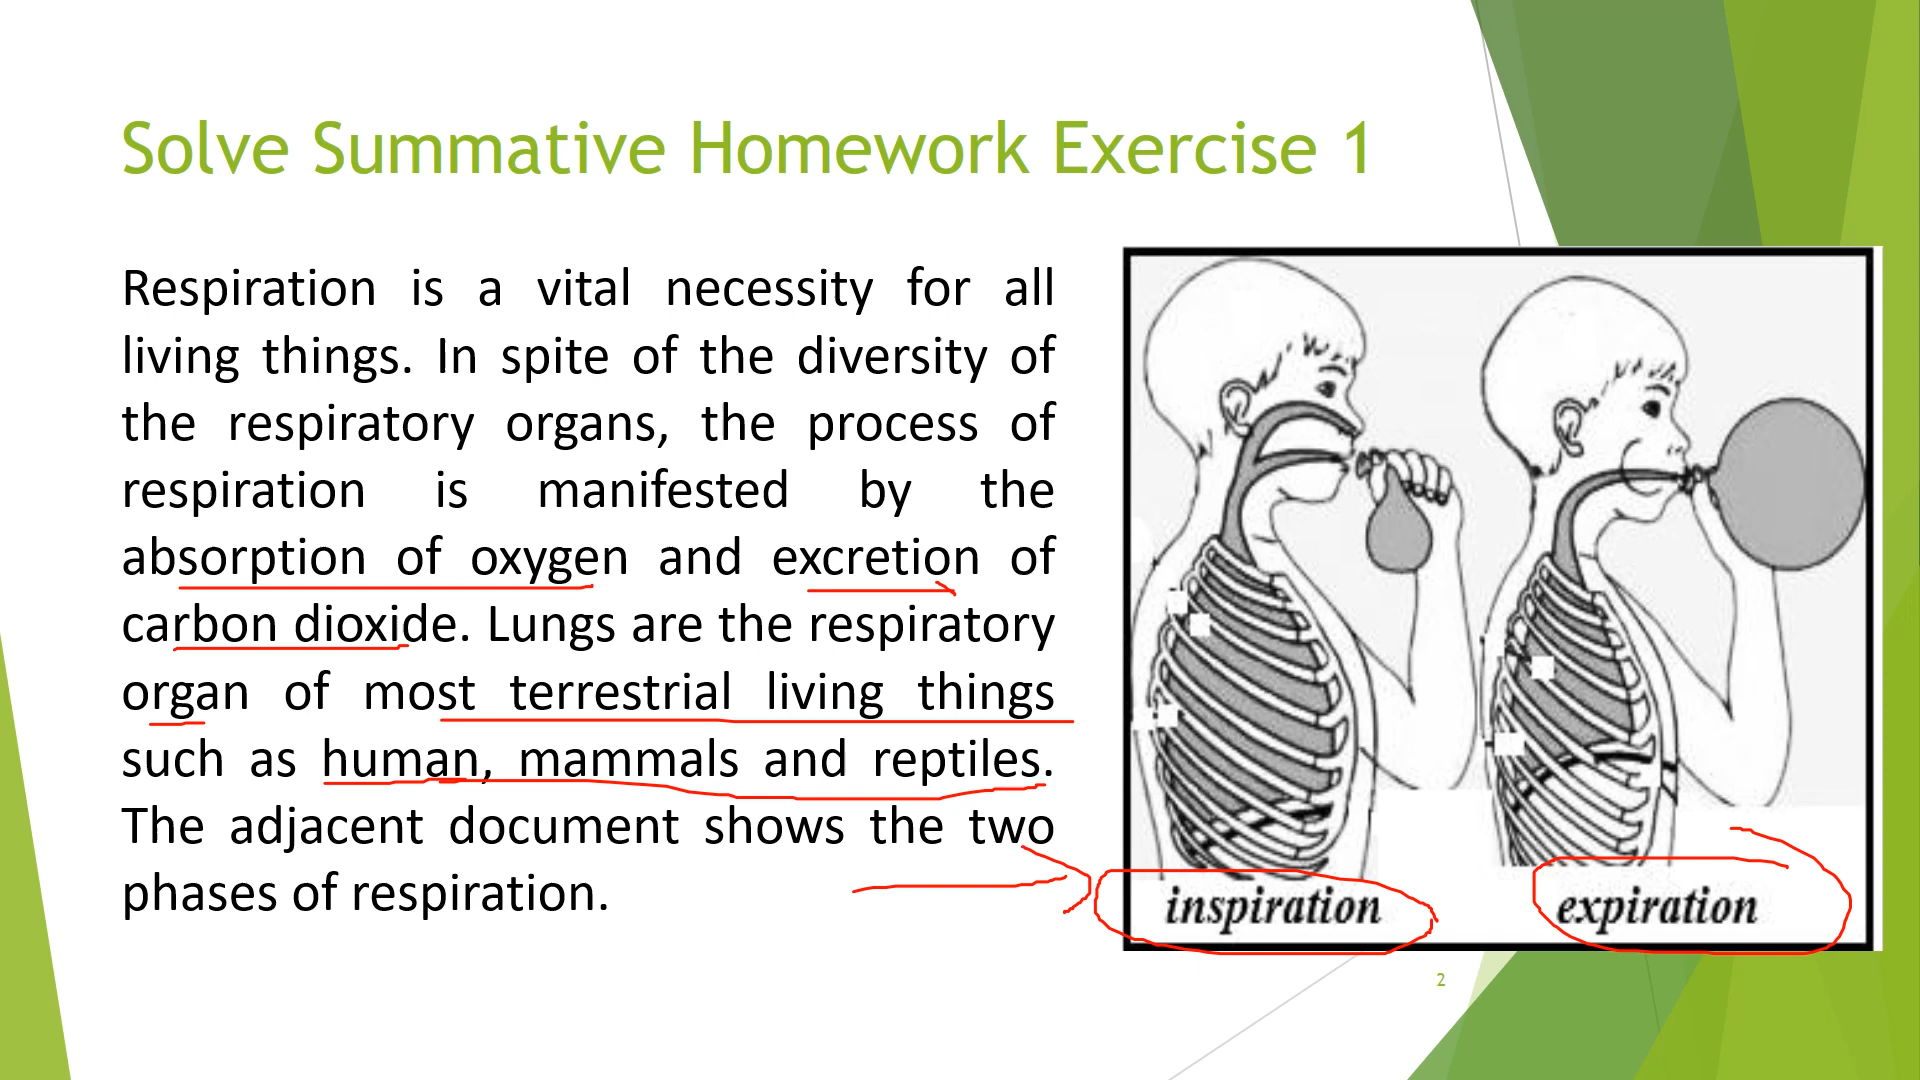 Solve Summative Homework Exercise 1
Respiration is a vital necessity for all
living things. In spite of the diversity of
the respiratory organs, the process of
respiration is manifested by the
absorption of oxygen and excretion of
carbon dioxide. Lungs are the respiratory
organ of most terrestrial living things
such as human, mammals and reptiles.
The adjacent document shows the two
phases of respiration.
inspiration
expiration
2